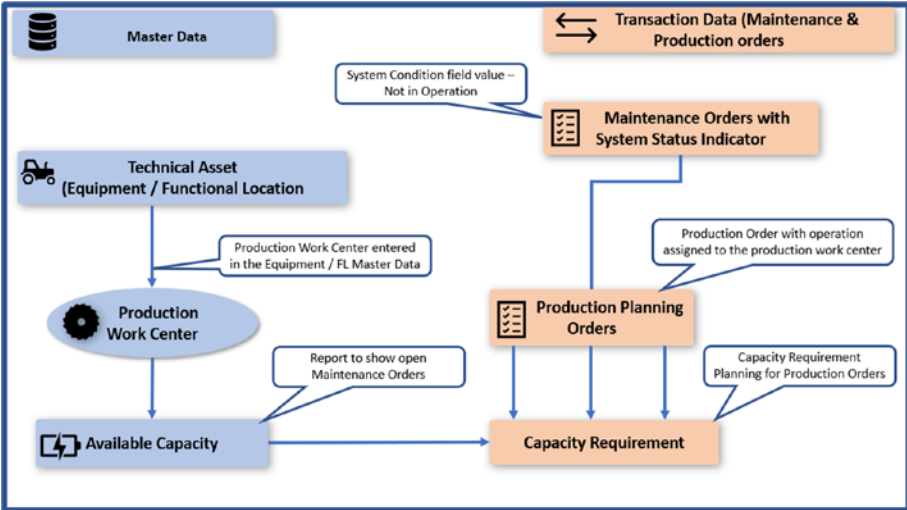 Master Data
Transaction Data (Maintenance &
Production orders
System Condition field value –
Not in Operation
Maintenance Orders with
System Status Indicator
Technical Asset
(Equipment / Functional Location
Production Work Center entered
in the Equipment / FL Master Data
Production Order with operation
assigned to the production work center
Production
Work Center
Production Planning
Orders
Report to show open
Maintenance Orders
Capacity Requirement
Planning for Production Orders
Available Capacity
Capacity Requirement